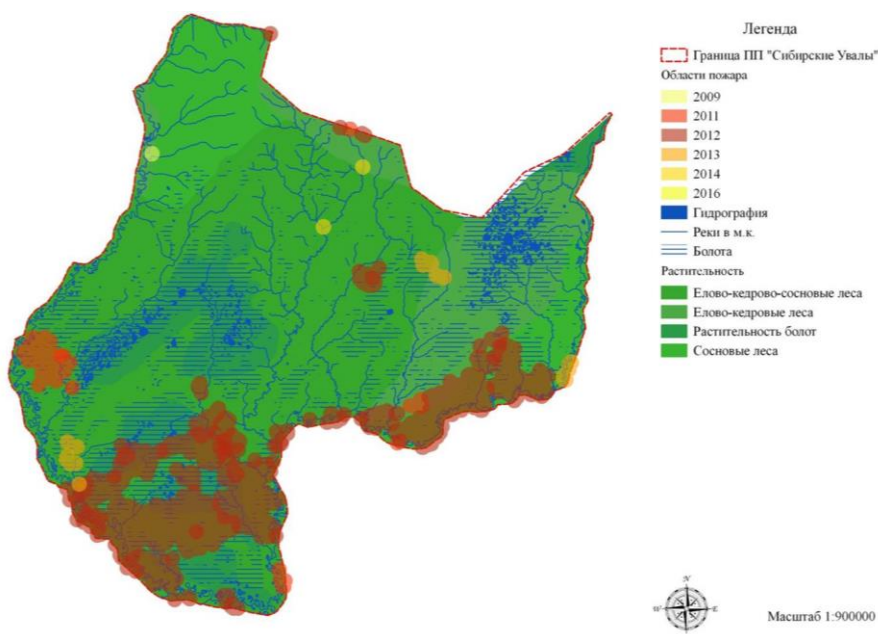 Легенда
Граница ПП "Сибирские Увалы"
Области пожара
2009
2011
2012
2013
2014
2016
Гидрография
Реки в м.к.
Болота
Растительность
Елово-кедрово-сосновые леса
Елово-кедровые леса
Растительность болот
Сосновые леса
N
W
E
S
Масштаб 1:900000